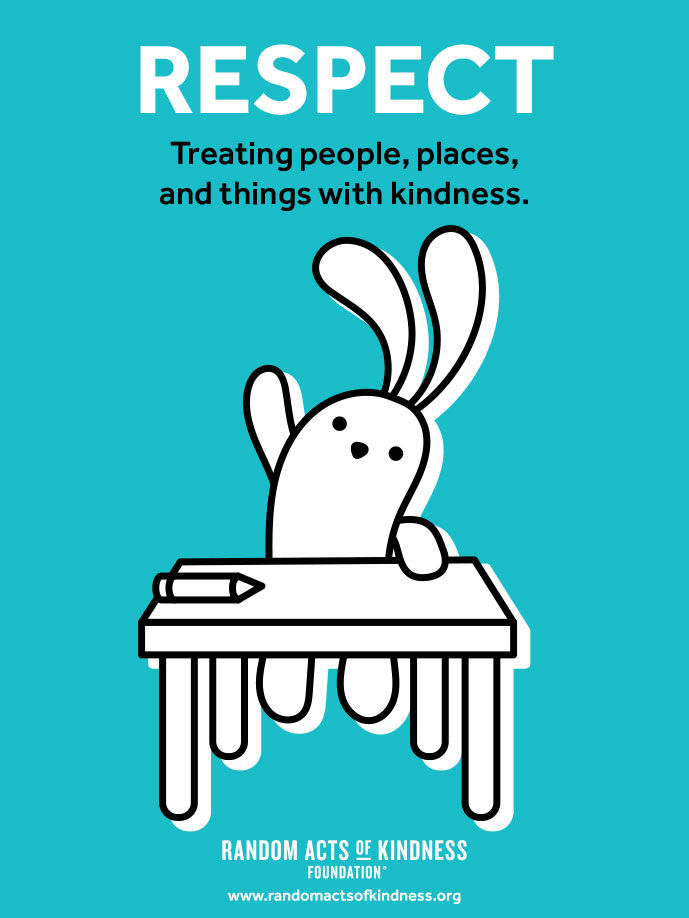 RESPECT
Treating people, places,
and things with kindness.
RANDOM ACTS OF KINDNESS
FOUNDATION®
www.randomactsofkindness.org